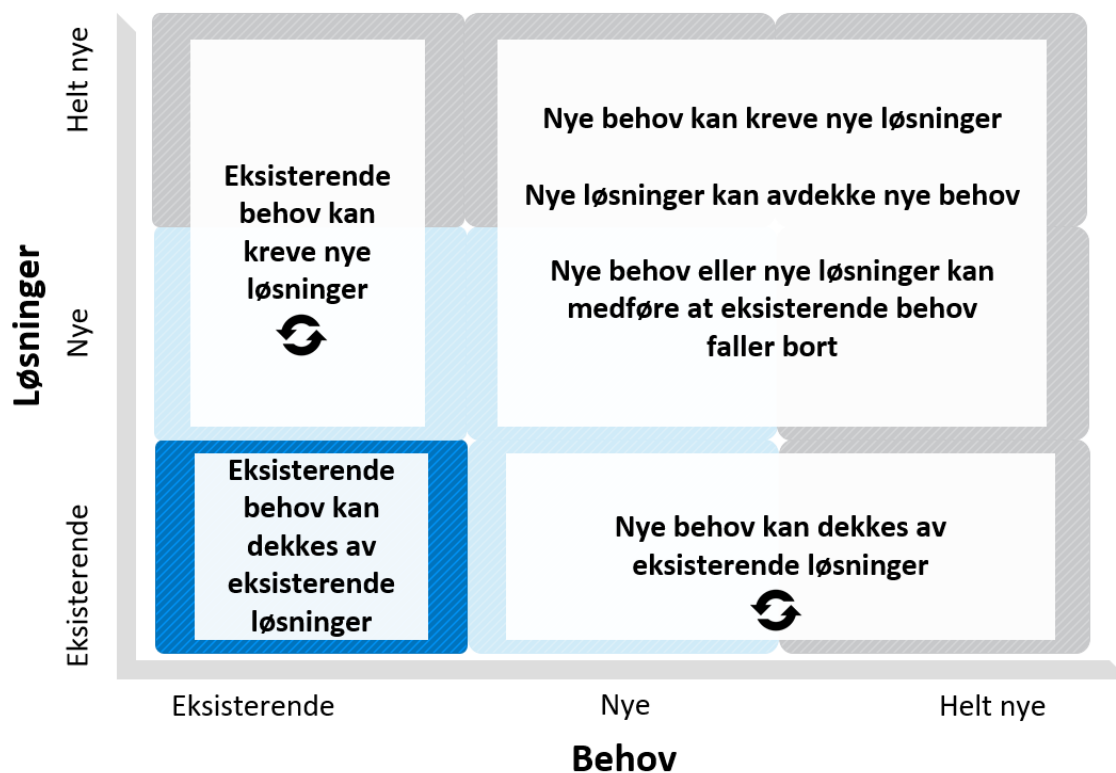 Løsninger
Helt nye
Nye
Eksisterende
Eksisterende
behov kan
kreve nye
løsninger
Nye behov kan kreve nye løsninger
Nye løsninger kan avdekke nye behov
Nye behov eller nye løsninger kan
medføre at eksisterende behov
faller bort
Eksisterende
behov kan
dekkes av
eksisterende
løsninger
Nye behov kan dekkes av
eksisterende løsninger
Eksisterende
Nye
Helt nye
Behov